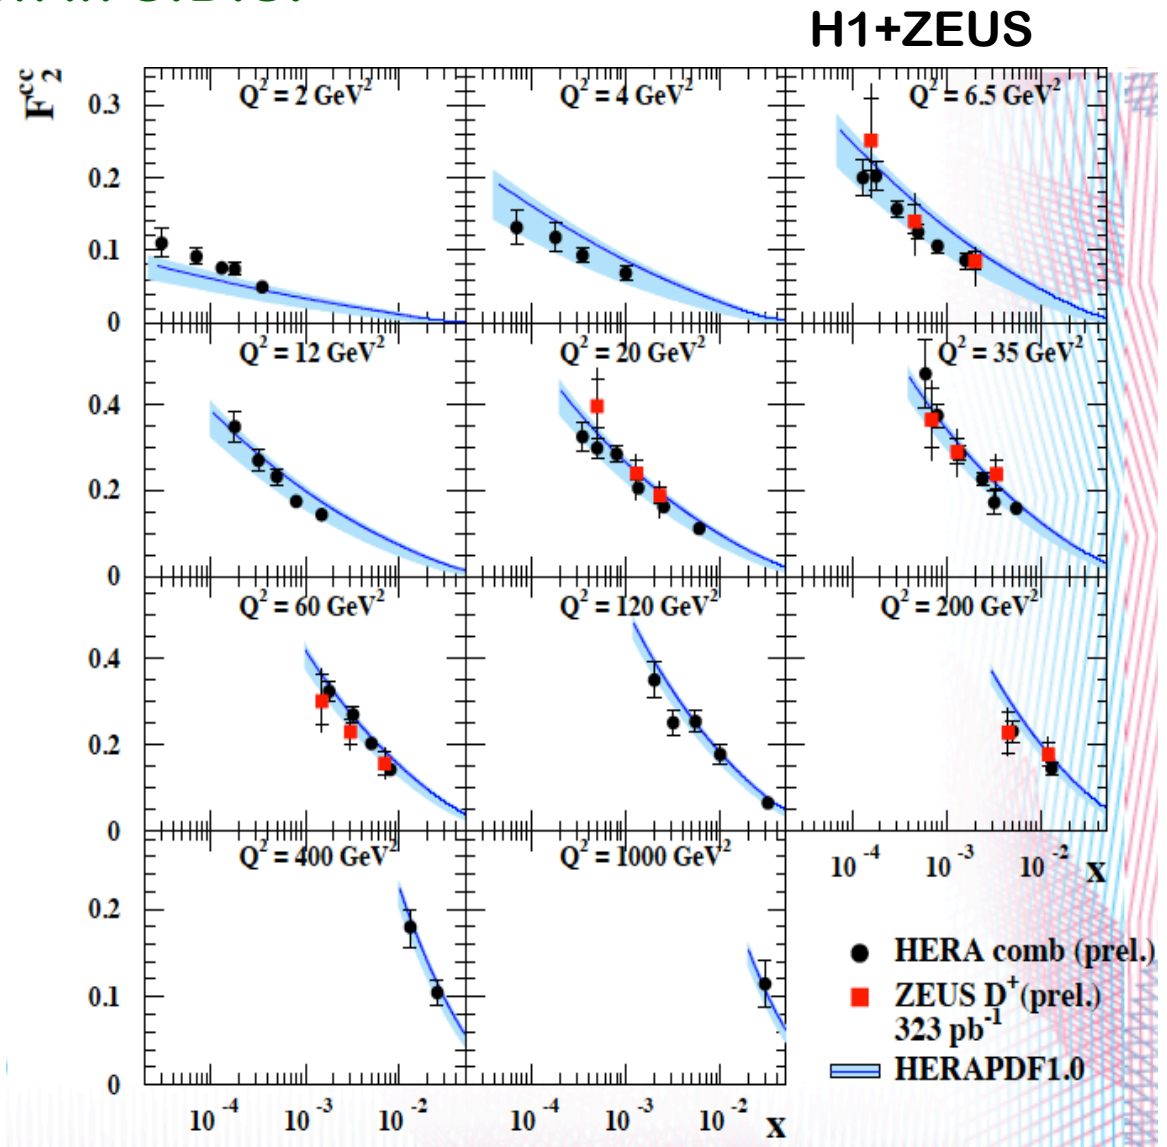 H1+ZEUS
F₂^cc
Q² = 2 GeV²
Q² = 4 GeV²
Q² = 6.5 GeV²
0.3
0.2
0.1
0
Q² = 12 GeV²
Q² = 20 GeV²
Q² = 35 GeV²
0.4
0.2
0
Q² = 60 GeV²
Q² = 120 GeV²
Q² = 200 GeV²
0.4
0.2
0
10⁻⁴ 10⁻³ 10⁻² x
Q² = 400 GeV²
Q² = 1000 GeV²
0.2
0.1
0
HERA comb (prel.)
ZEUS D⁺(prel.)
323 pb⁻¹
HERAPDF1.0
10⁻⁴ 10⁻³ 10⁻² 10⁻⁴ 10⁻³ 10⁻² x